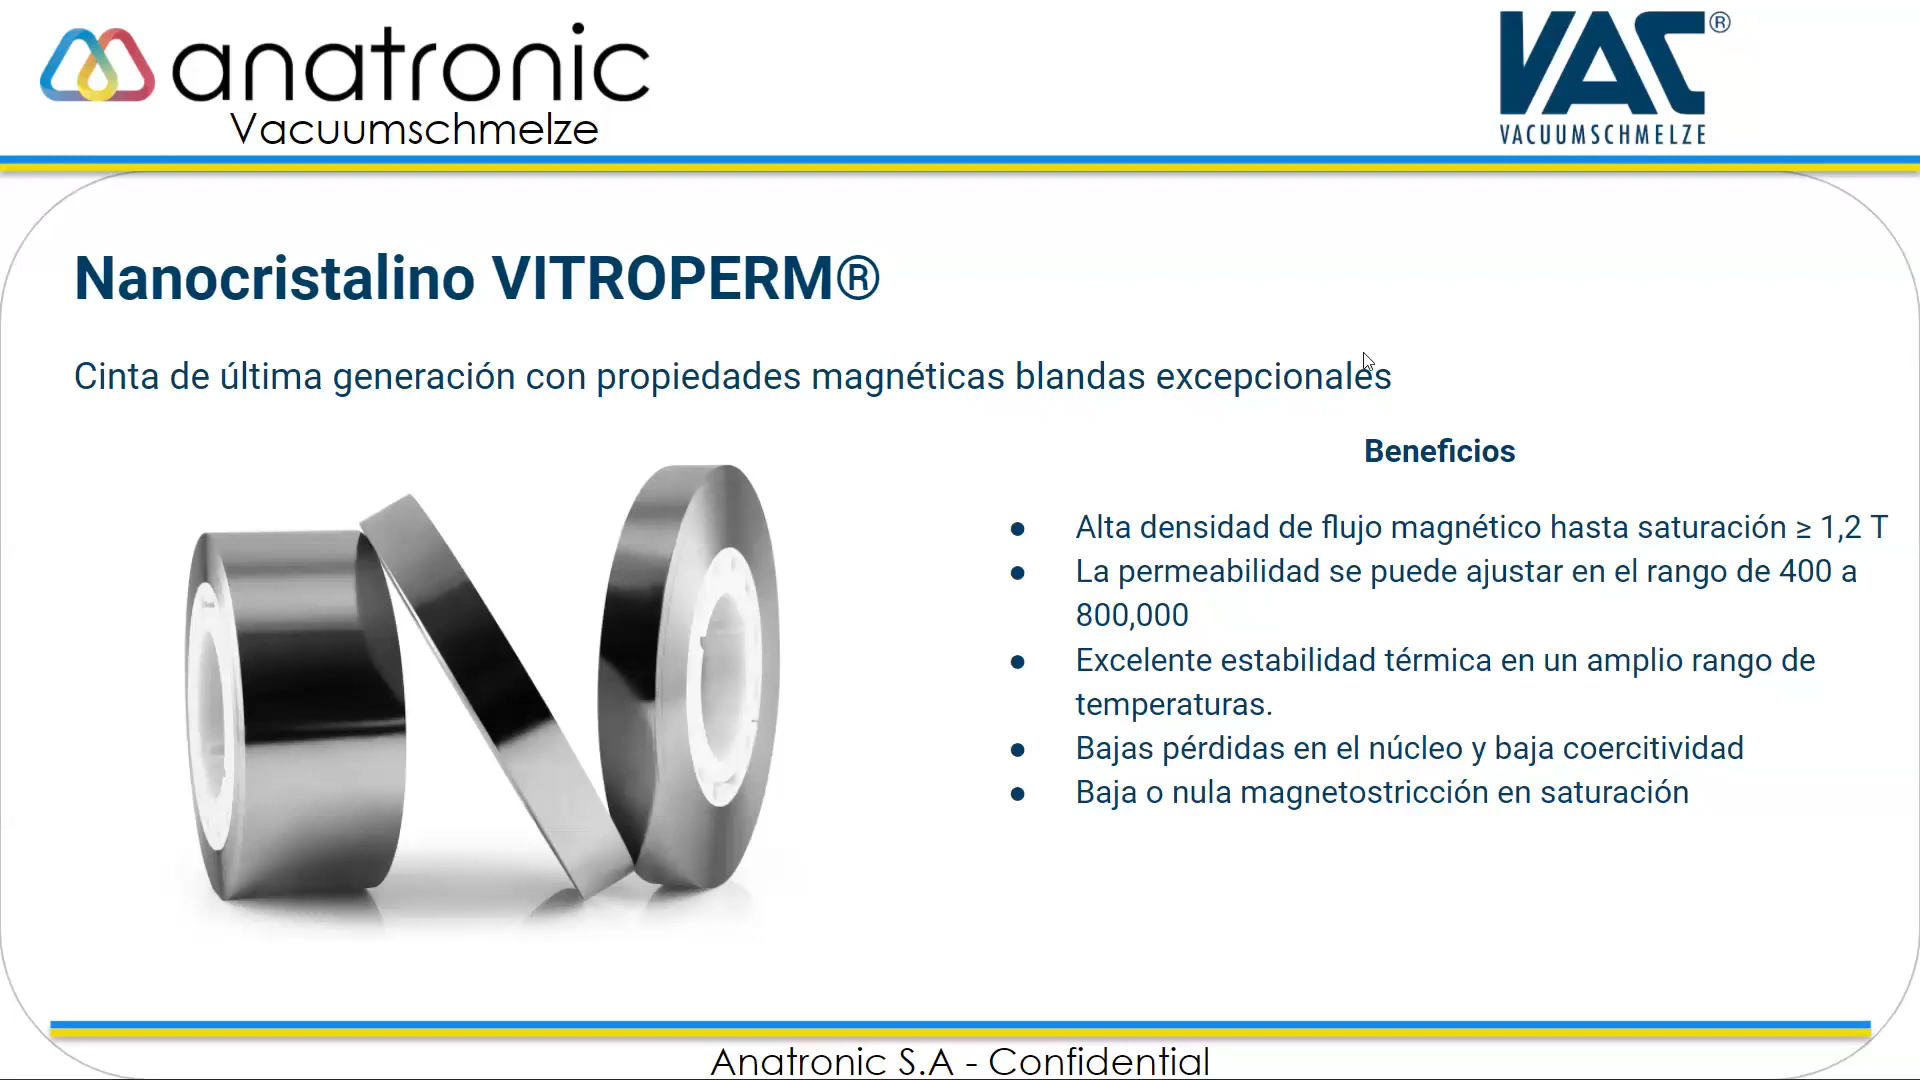 anatronic
Vacuumschmelze
VAC®
VACUUMSCHMELZE
Nanocristalino VITROPERM®
Cinta de última generación con propiedades magnéticas blandas excepcionales
Beneficios
● Alta densidad de flujo magnético hasta saturación ≥ 1,2 T
● La permeabilidad se puede ajustar en el rango de 400 a
800,000
● Excelente estabilidad térmica en un amplio rango de
temperaturas.
● Bajas pérdidas en el núcleo y baja coercitividad
● Baja o nula magnetostricción en saturación
Anatronic S.A - Confidential